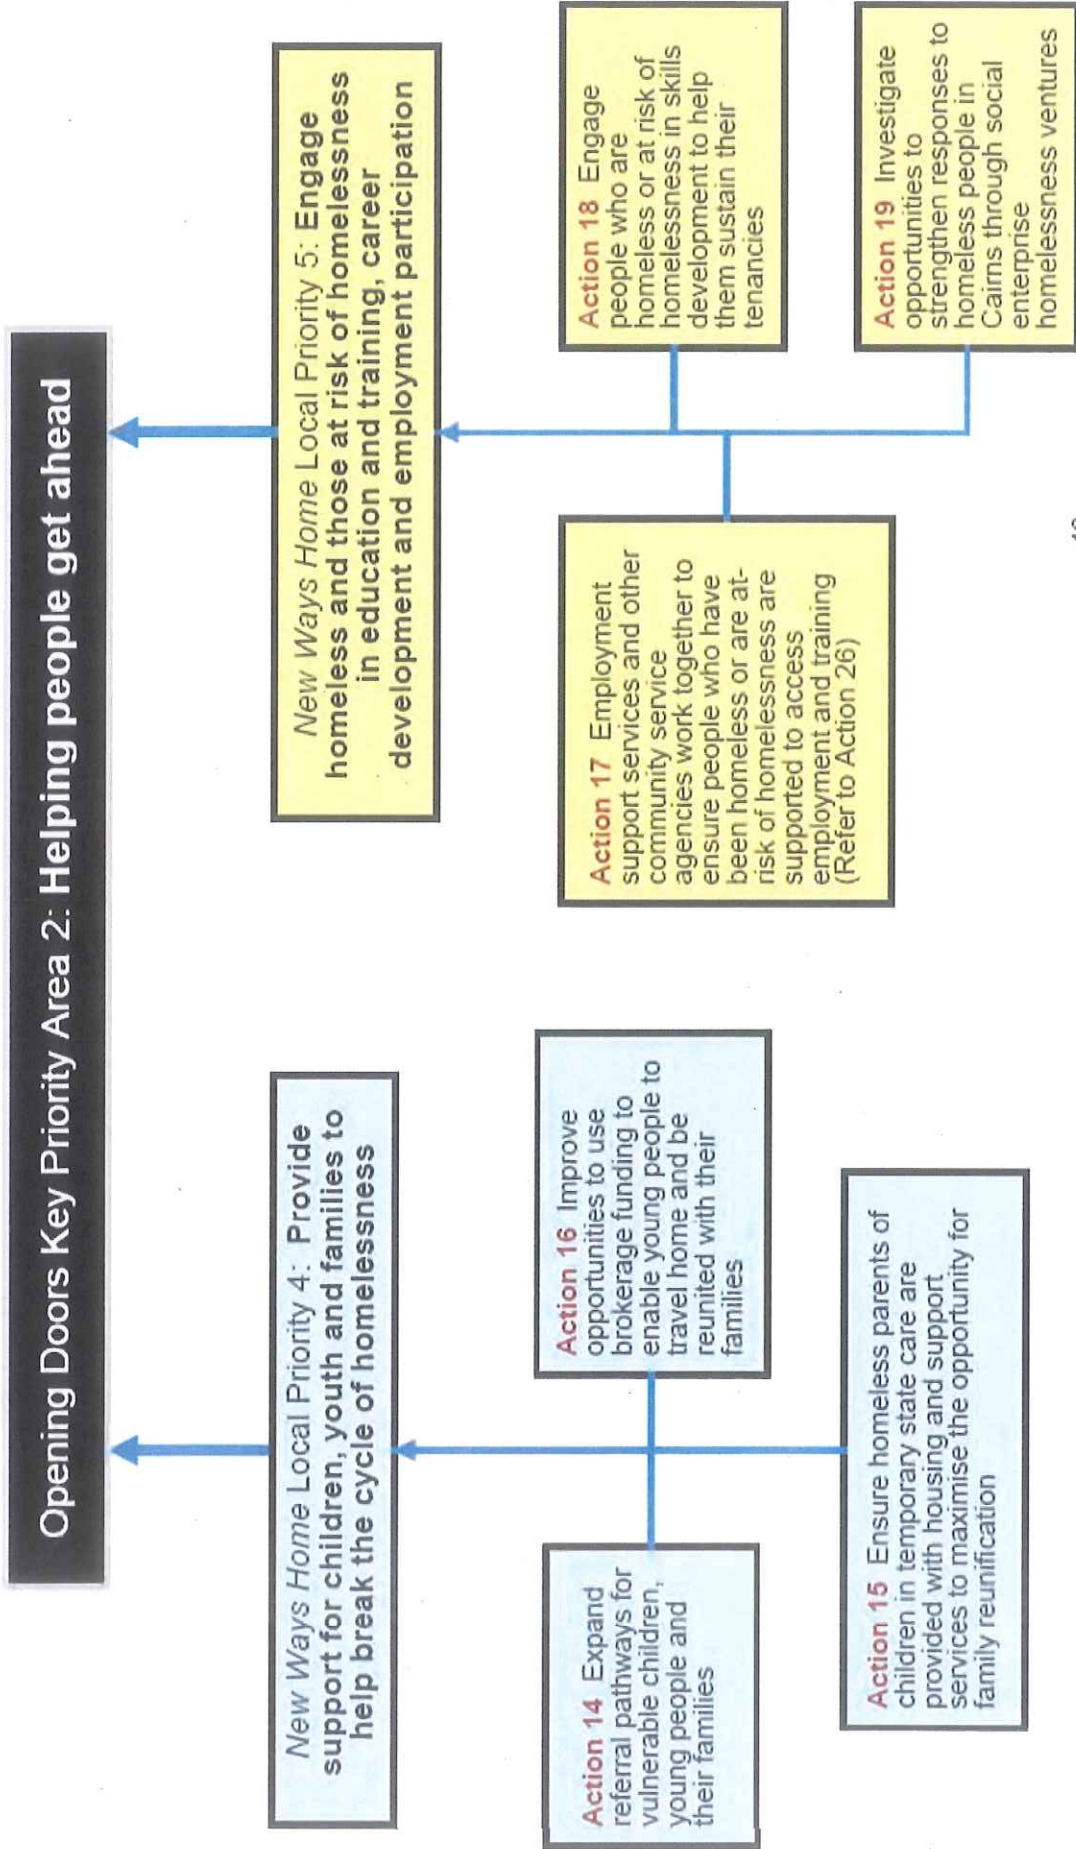 Opening Doors Key Priority Area 2: Helping people get ahead
New Ways Home Local Priority 4: Provide
support for children, youth and families to
help break the cycle of homelessness
Action 14 Expand
referral pathways for
vulnerable children,
young people and
their families
Action 16 Improve
opportunities to use
brokerage funding to
enable young people to
travel home and be
reunited with their
families
Action 15 Ensure homeless parents of
children in temporary state care are
provided with housing and support
services to maximise the opportunity for
family reunification
New Ways Home Local Priority 5: Engage
homeless and those at risk of homelessness
in education and training, career
development and employment participation
Action 17 Employment
support services and other
community service
agencies work together to
ensure people who have
been homeless or are at-
risk of homelessness are
supported to access
employment and training
(Refer to Action 26)
Action 18 Engage
people who are
homeless or at risk of
homelessness in skills
development to help
them sustain their
tenancies
Action 19 Investigate
opportunities to
strengthen responses to
homeless people in
Cairns through social
enterprise
homelessness ventures